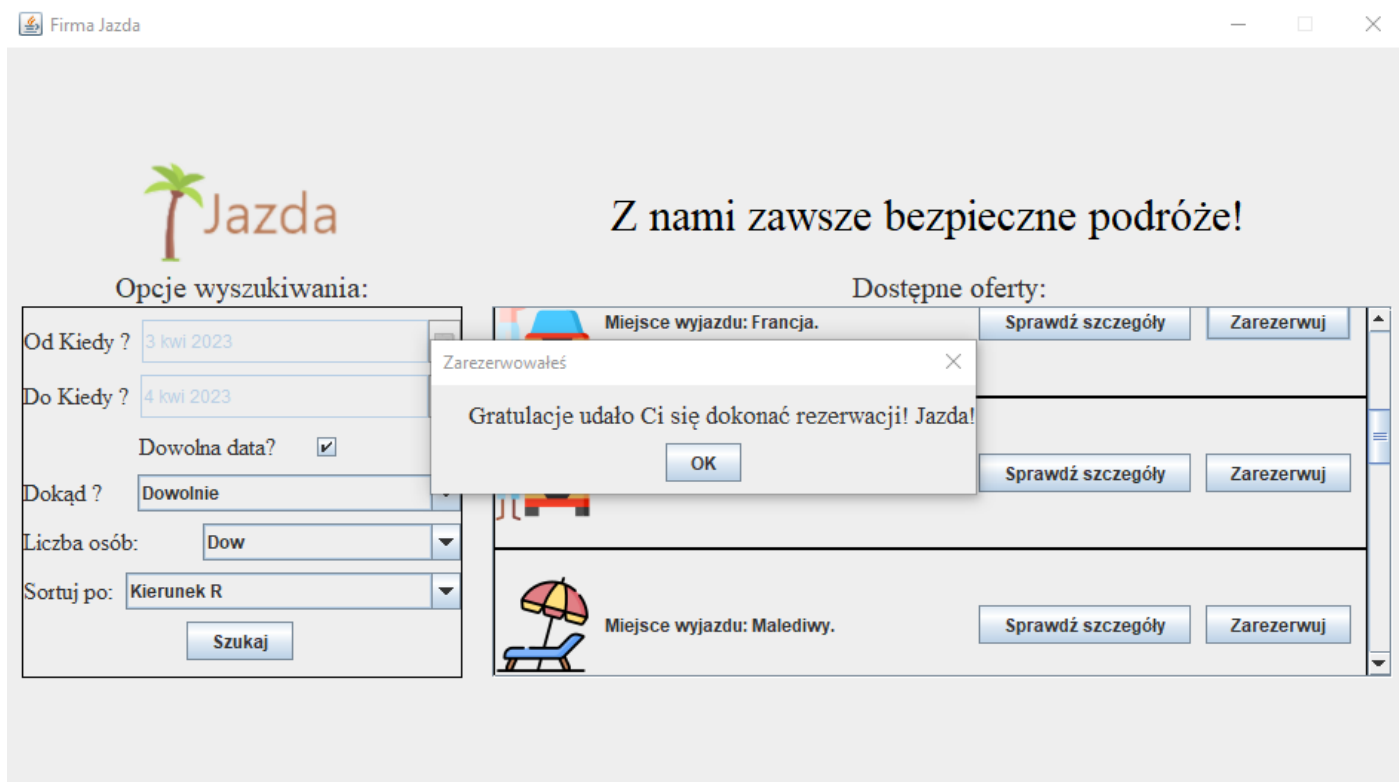 Firma Jazda
Jazda
Z nami zawsze bezpieczne podróże!
Opcje wyszukiwania:
Dostępne oferty:
Od Kiedy ? 3 kwi 2023
Do Kiedy ? 4 kwi 2023
Dowolna data?
Dokąd ? Dowolnie
Liczba osób: Dow
Sortuj po: Kierunek R
Szukaj
Miejsce wyjazdu: Francja. Sprawdź szczegóły Zarezerwuj
Zarezerwowałeś
Gratulacje udało Ci się dokonać rezerwacji! Jazda!
OK
Sprawdź szczegóły Zarezerwuj
Miejsce wyjazdu: Malediwy. Sprawdź szczegóły Zarezerwuj